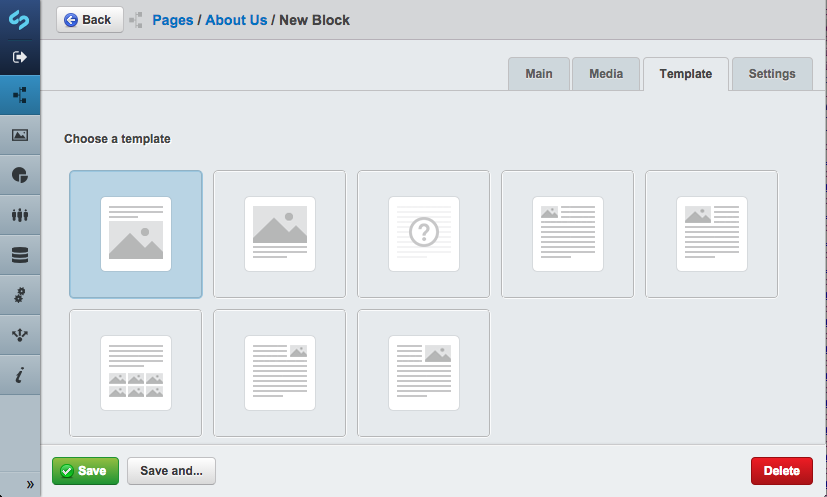 Back Pages / About Us / New Block
Main Media Template Settings
Choose a template
?
i
Save Save and... Delete
»